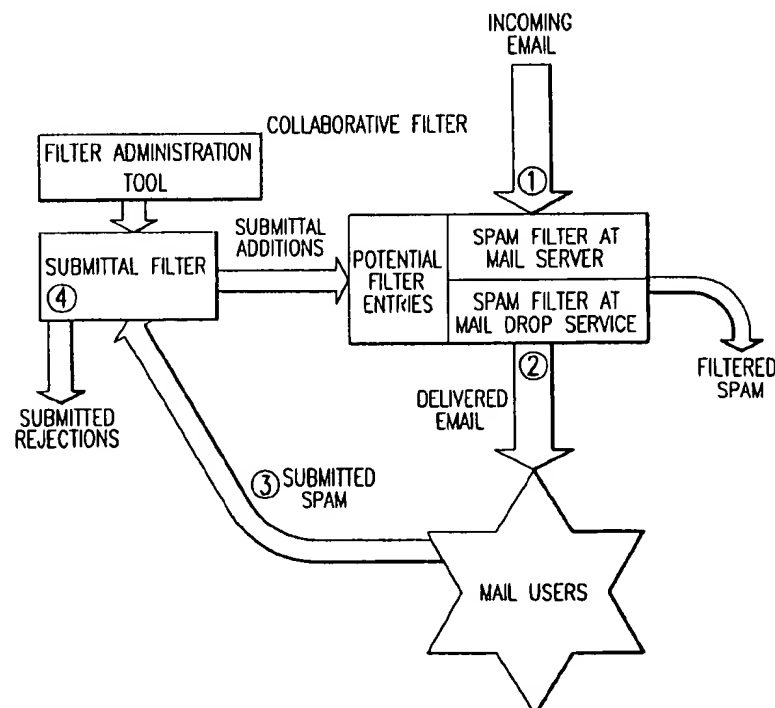 INCOMING
EMAIL
①
COLLABORATIVE FILTER
FILTER ADMINISTRATION
TOOL
SUBMITTAL FILTER
④
SUBMITTAL
ADDITIONS
POTENTIAL
FILTER
ENTRIES
SPAM FILTER AT
MAIL SERVER
SPAM FILTER AT
MAIL DROP SERVICE
②
FILTERED
SPAM
DELIVERED
EMAIL
SUBMITTED
REJECTIONS
③ SUBMITTED
SPAM
MAIL USERS